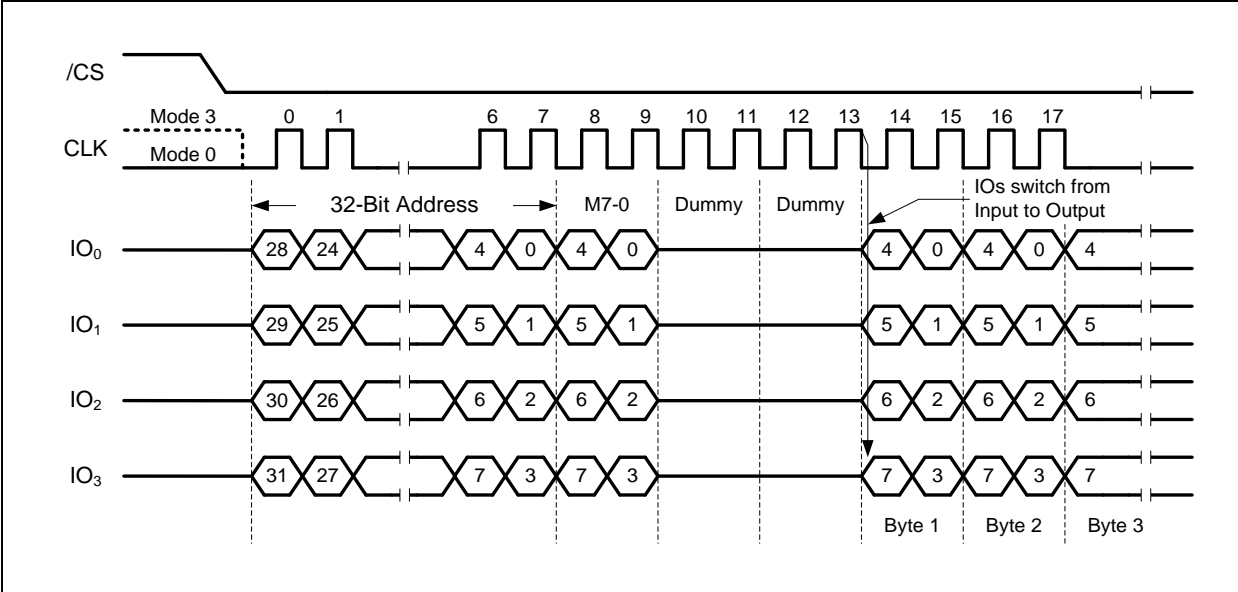 /CS
Mode 3 0 1 6 7 8 9 10 11 12 13 14 15 16 17
CLK
Mode 0
32-Bit Address M7-0 Dummy Dummy
IOs switch from
Input to Output
IO₀ 28 24 4 0 4 0 4 0 4 0 4
IO₁ 29 25 5 1 5 1 5 1 5 1 5
IO₂ 30 26 6 2 6 2 6 2 6 2 6
IO₃ 31 27 7 3 7 3 7 3 7 3 7
Byte 1 Byte 2 Byte 3